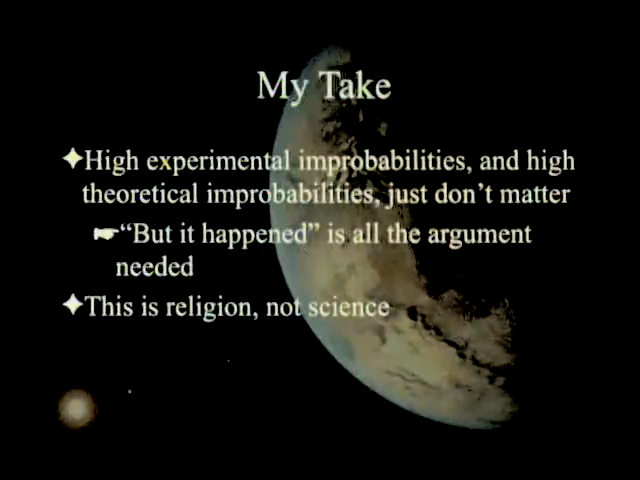 My Take
High experimental improbabilities, and high
theoretical improbabilities, just don't matter
“But it happened” is all the argument
needed
This is religion, not science